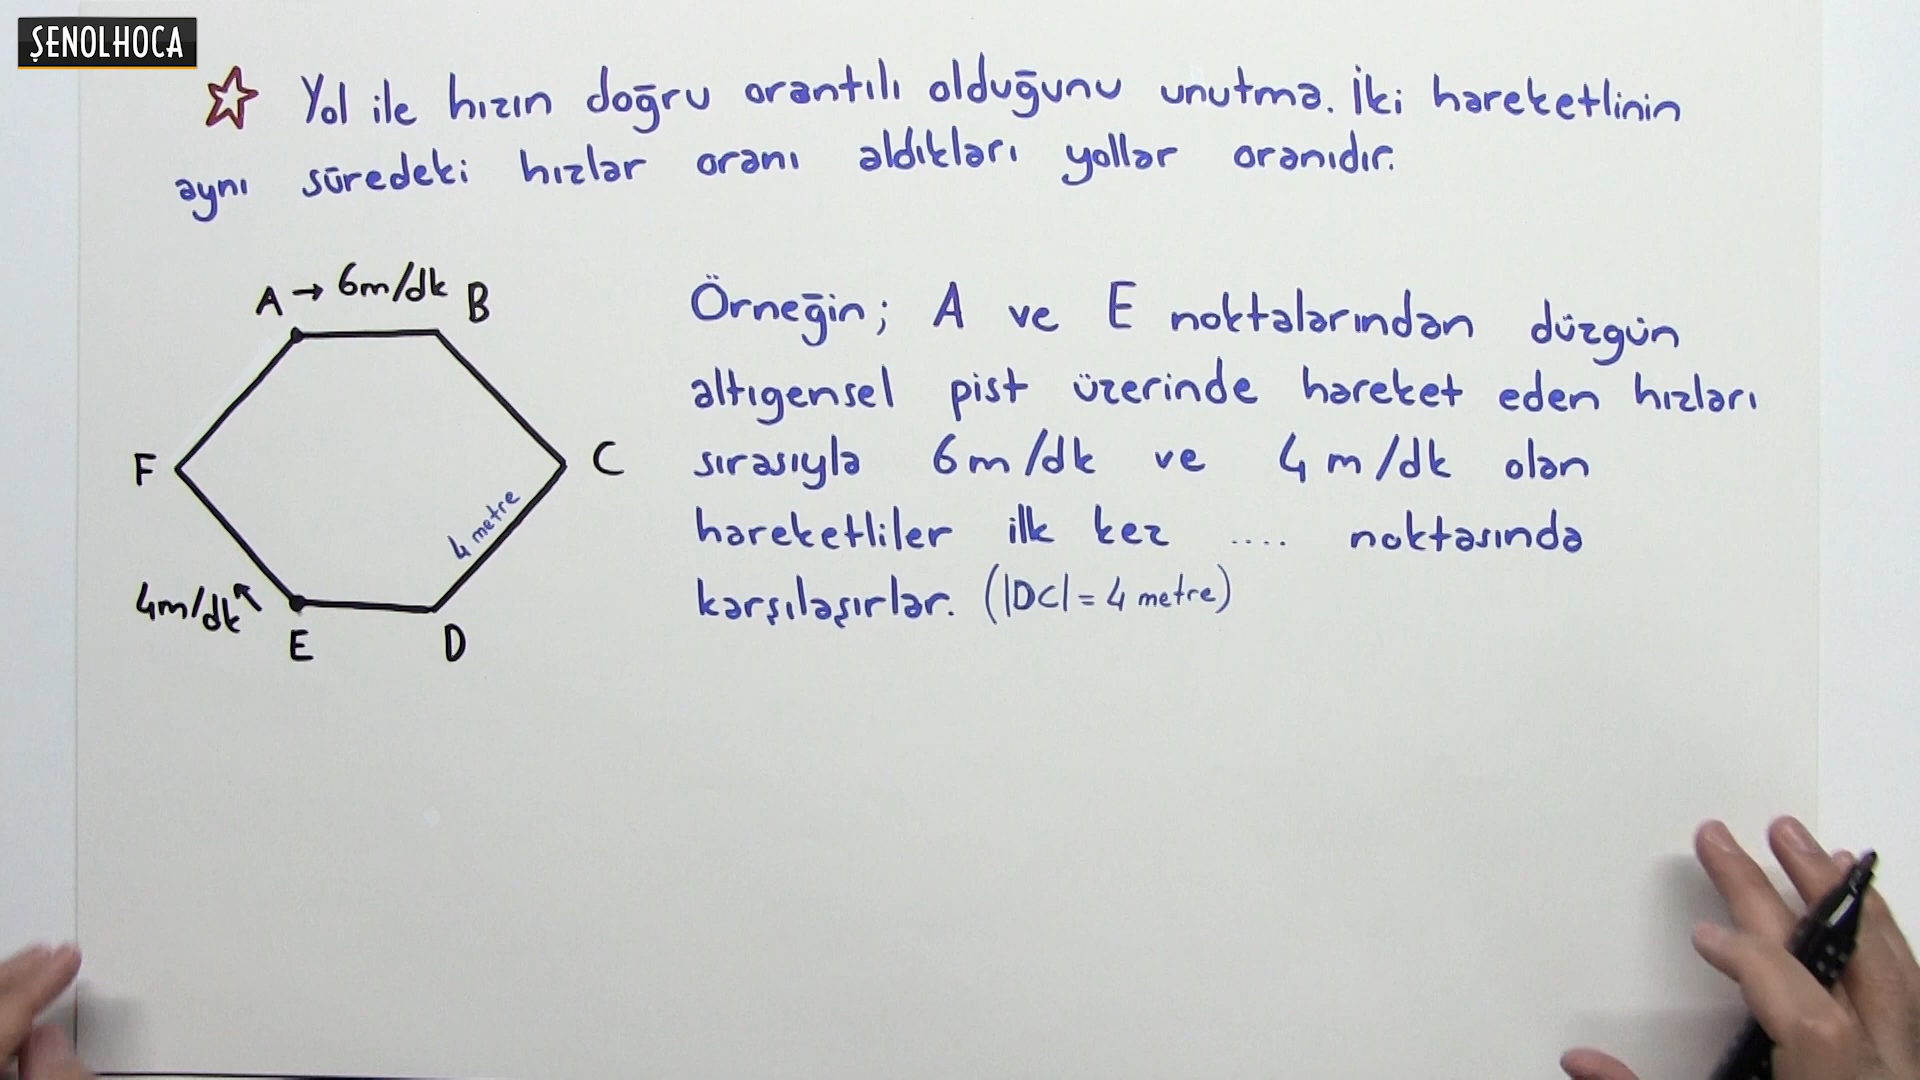 ŞENOLHOCA
☆ Yol ile hızın doğru orantılı olduğunu unutma. İki hareketlinin
aynı süredeki hızlar oranı aldıkları yollar oranıdır.
A → 6m/dk B
F
C
4 metre
4m/dk
E
D
Örneğin; A ve E noktalarından düzgün
altıgensel pist üzerinde hareket eden hızları
sırasıyla 6m/dk ve 4m/dk olan
hareketliler ilk kez .... noktasında
karşılaşırlar. (|DC| = 4 metre)